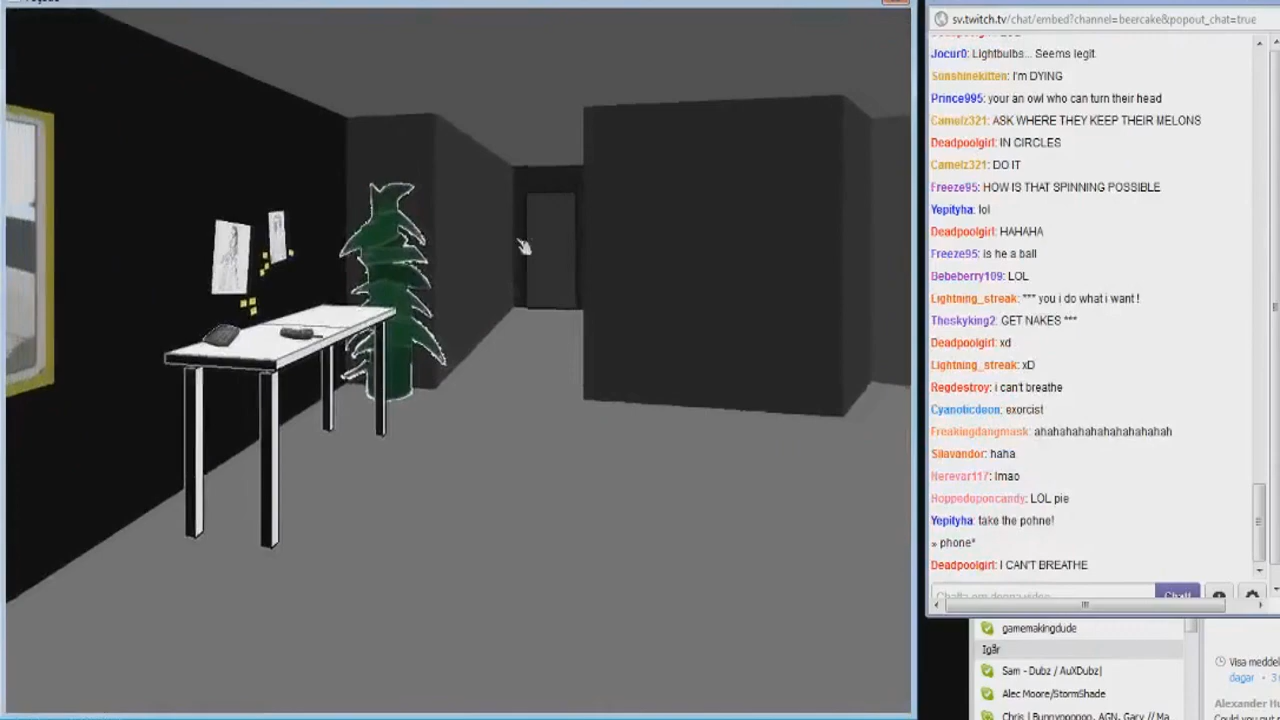 sv.twitch.tv/chat/embed?channel=beercake&popout_chat=true
Jocur0: Lightbulbs... Seems legit.
Sunshinekitten: I'm DYING
Prince995: your an owl who can turn their head
Camelz321: ASK WHERE THEY KEEP THEIR MELONS
Deadpoolgirl: IN CIRCLES
Camelz321: DO IT
Freeze95: HOW IS THAT SPINNING POSSIBLE
Yepityha: lol
Deadpoolgirl: HAHAHA
Freeze95: is he a ball
Bebeberry109: LOL
Lightning_streak: *** you i do what i want !
Theskyking2: GET NAKES ***
Deadpoolgirl: xd
Lightning_streak: xD
Regdestroy: i can't breathe
Cyanoticdeon: exorcist
Freakingdangmask: ahahahahahahahahahah
Silavandor: haha
Nerevar117: lmao
Hoppeduponcandy: LOL pie
Yepityha: take the pohne!
» phone*
Deadpoolgirl: I CAN'T BREATHE
gamemakingdude
Igår
Sam - Dubz / AuXDubz|
Alec Moore/StormShade
Visa meddel
dagar
Alexander Hu